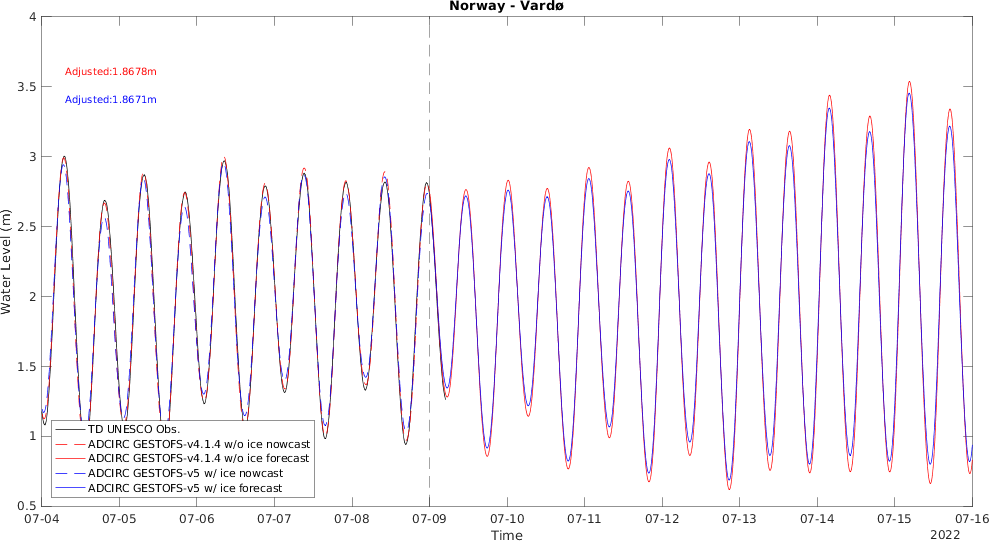 Norway - Vardø
4
3.5
3
2.5
2
1.5
1
0.5
Water Level (m)
Adjusted:1.8678m
Adjusted:1.8671m
TD UNESCO Obs.
ADCIRC GESTOFS-v4.1.4 w/o ice nowcast
ADCIRC GESTOFS-v4.1.4 w/o ice forecast
ADCIRC GESTOFS-v5 w/ ice nowcast
ADCIRC GESTOFS-v5 w/ ice forecast
07-04 07-05 07-06 07-07 07-08 07-09 07-10 07-11 07-12 07-13 07-14 07-15 07-16
Time
2022